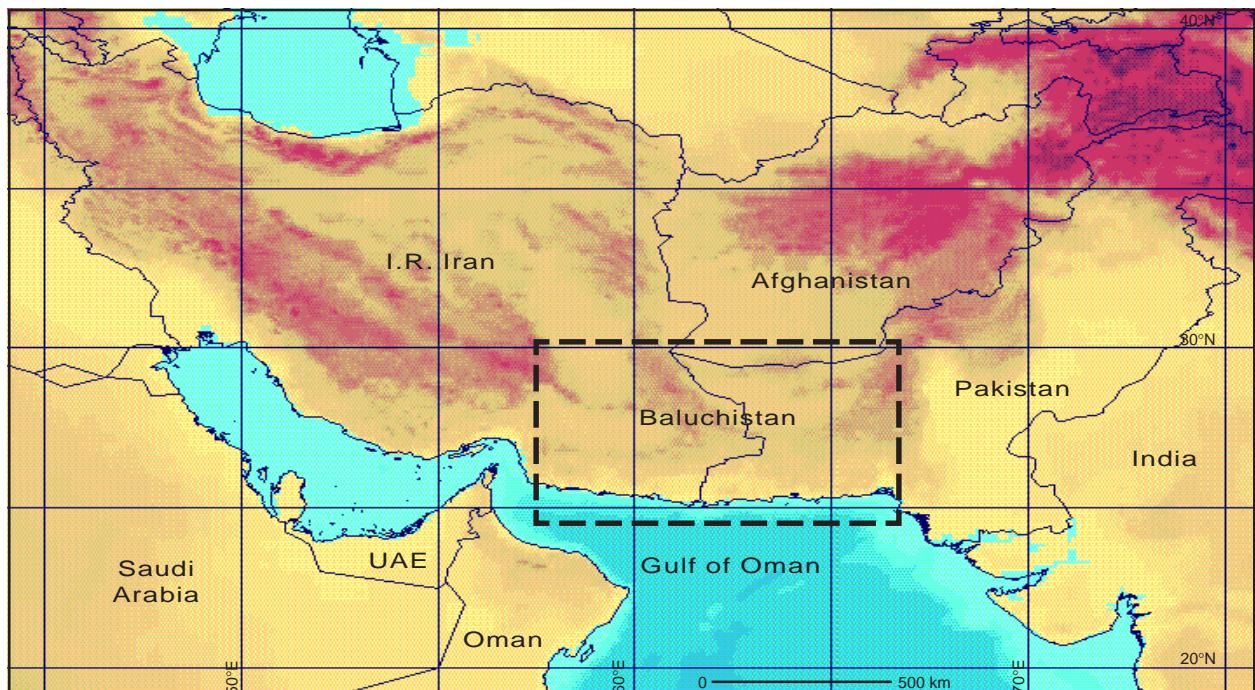 40°N
I.R. Iran
Afghanistan
30°N
Pakistan
Baluchistan
India
UAE
Gulf of Oman
Saudi
Arabia
Oman
20°N
50°E
60°E
70°E
0 500 km